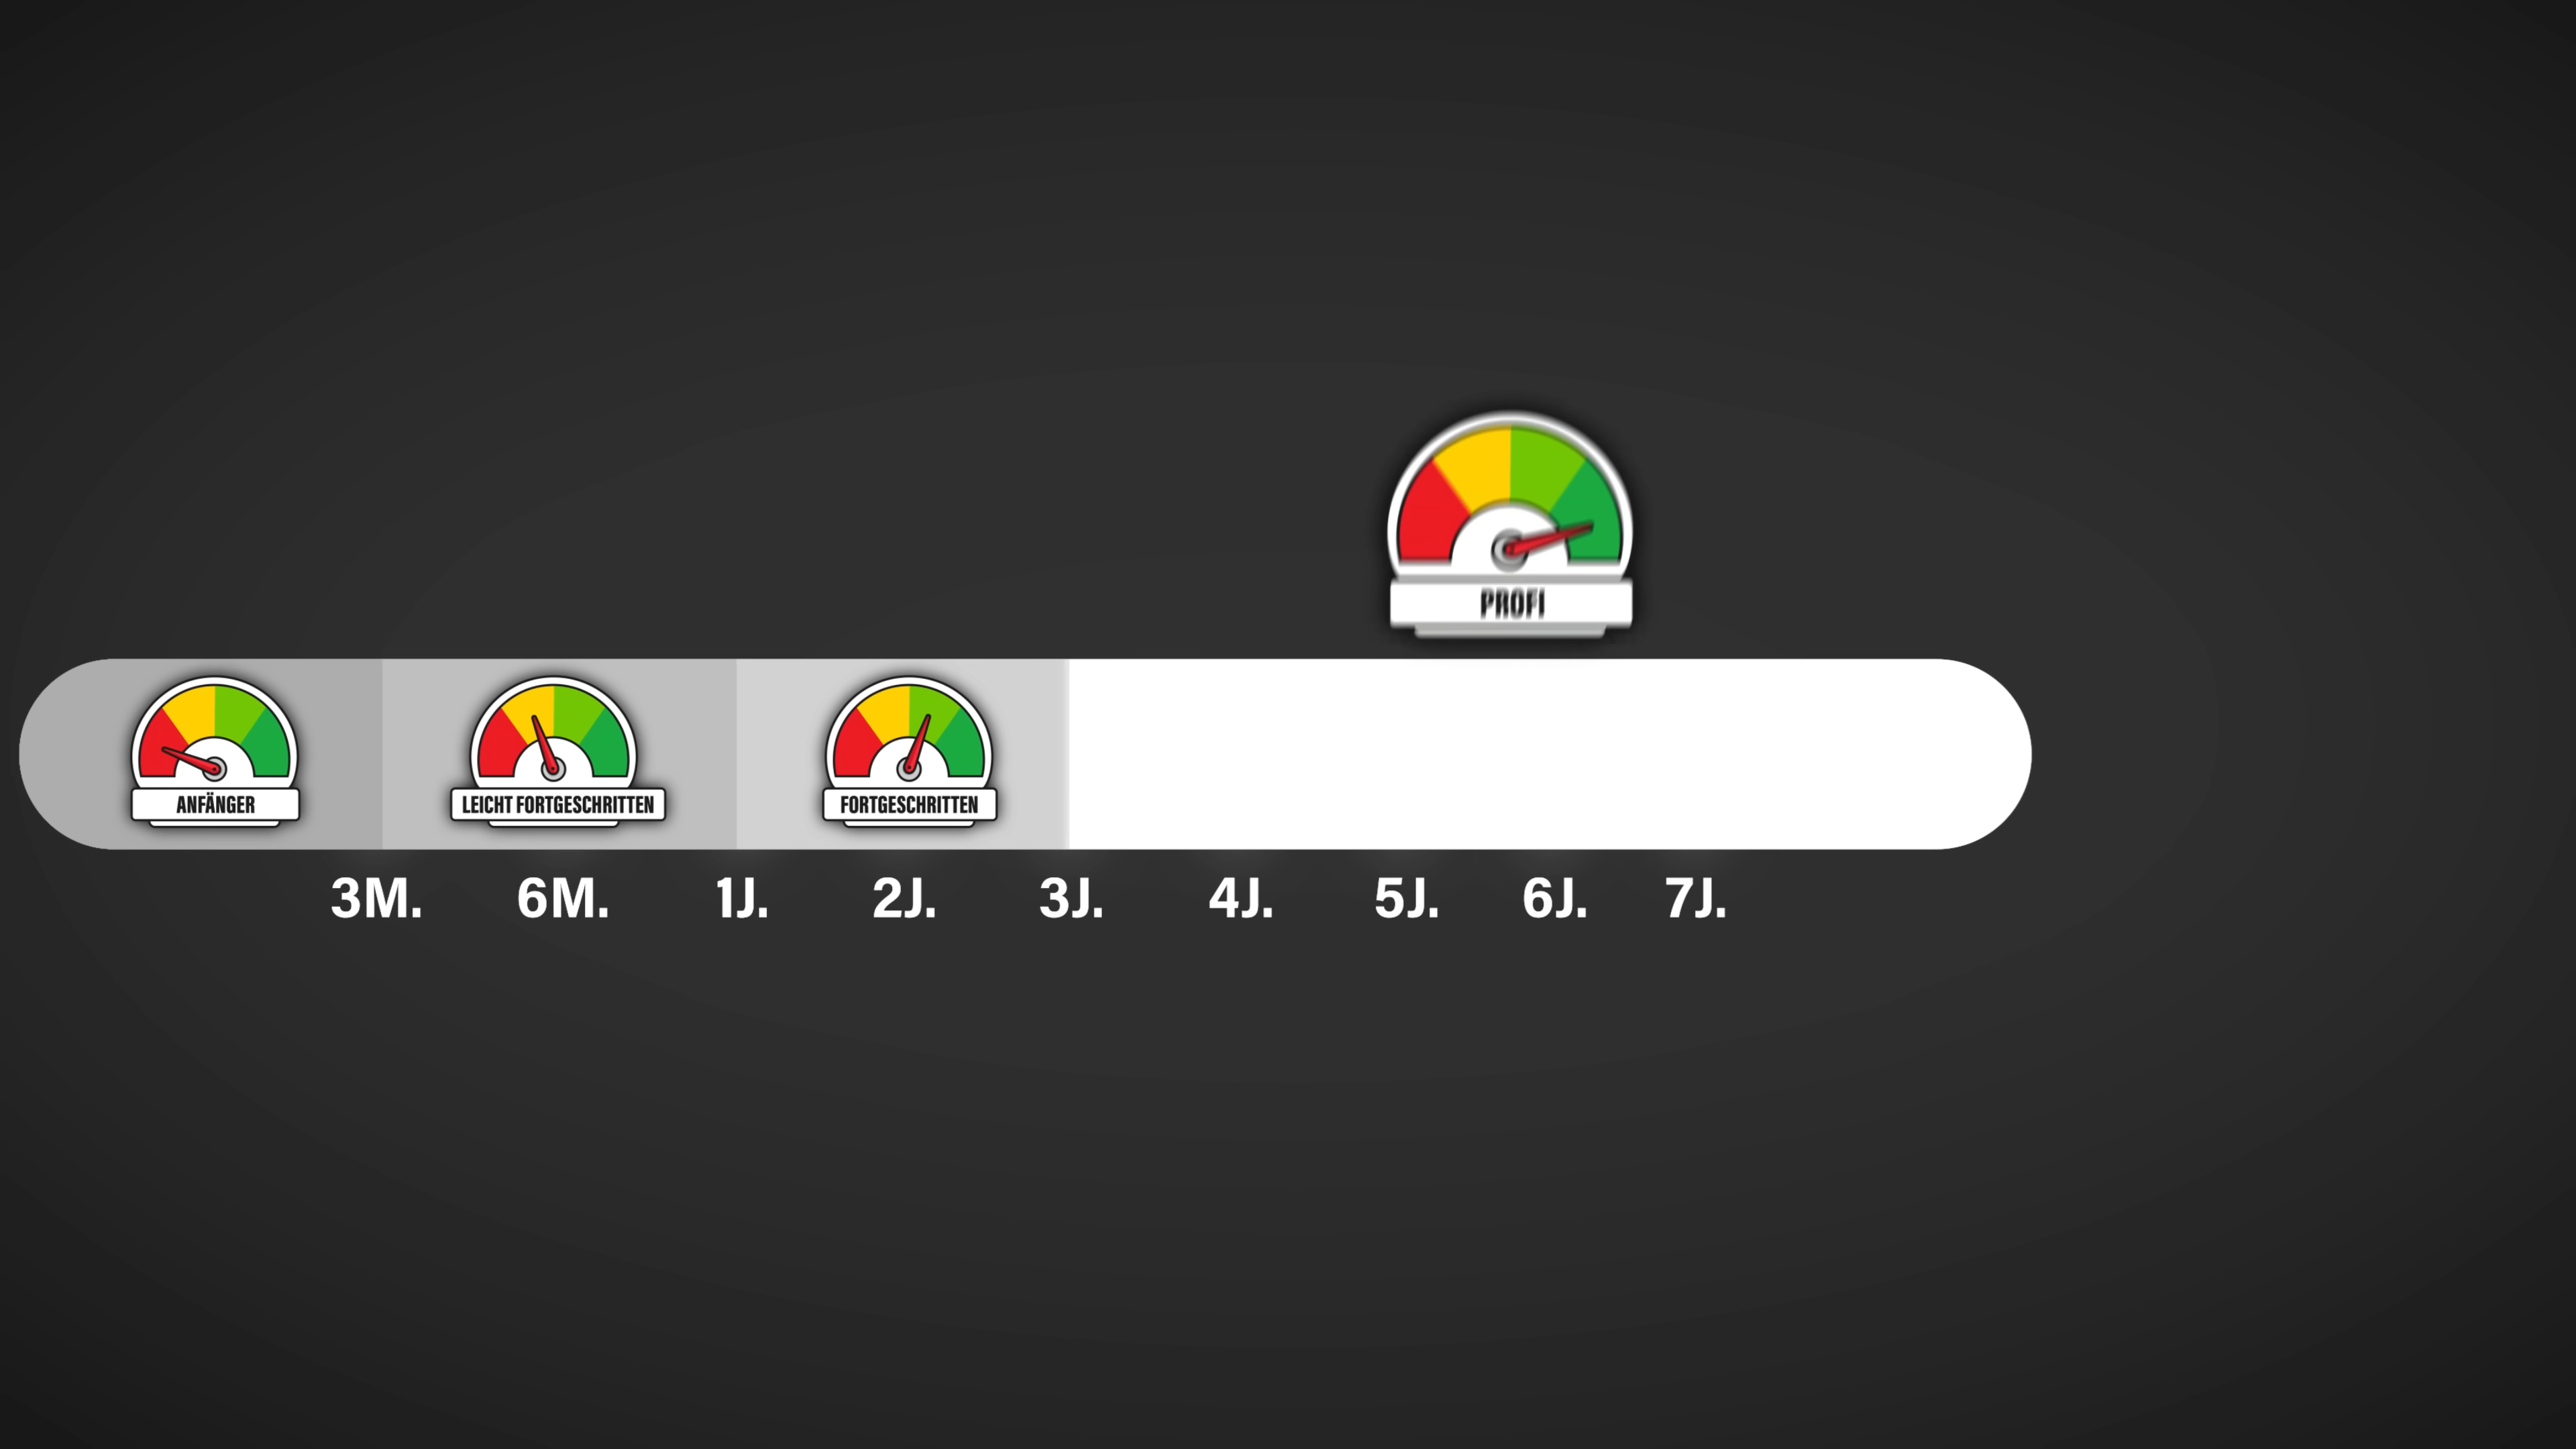 PROFI
ANFÄNGER
LEICHT FORTGESCHRITTEN
FORTGESCHRITTEN
3M. 6M. 1J. 2J. 3J. 4J. 5J. 6J. 7J.